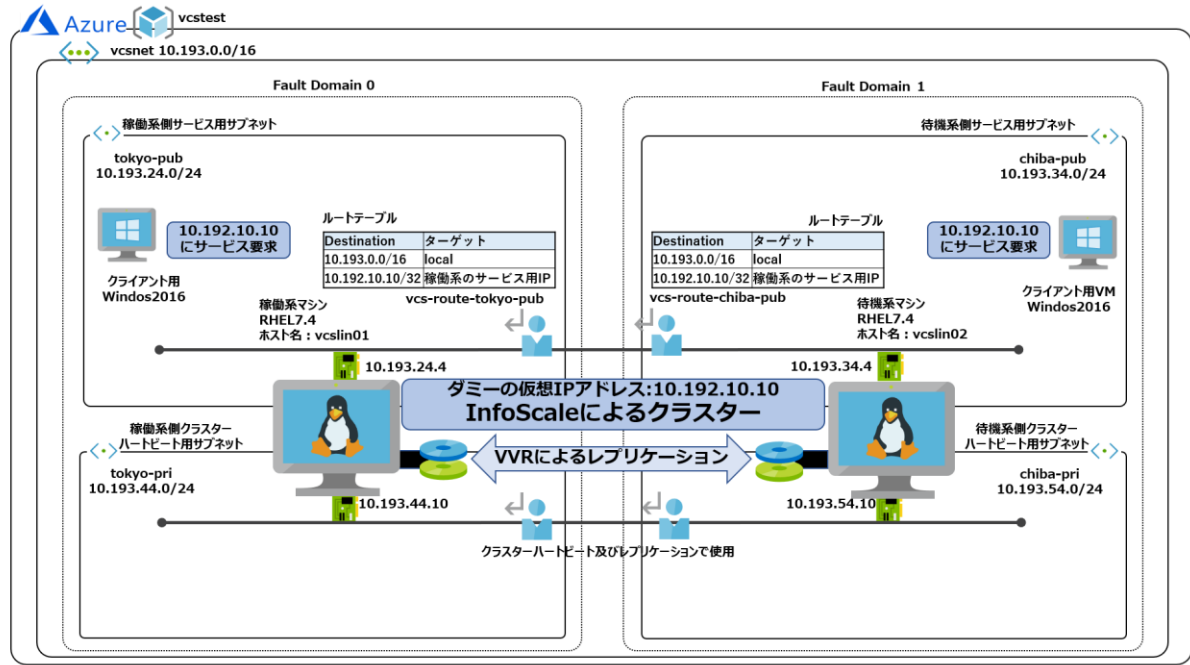 Azure
vcstest
vcsnet 10.193.0.0/16
Fault Domain 0
Fault Domain 1
稼働系側サービス用サブネット
待機系側サービス用サブネット
tokyo-pub
10.193.24.0/24
chiba-pub
10.193.34.0/24
10.192.10.10
にサービス要求
ルートテーブル
Destination ターゲット
10.193.0.0/16 local
10.192.10.10/32 稼働系のサービス用IP
vcs-route-tokyo-pub
ルートテーブル
Destination ターゲット
10.193.0.0/16 local
10.192.10.10/32 稼働系のサービス用IP
vcs-route-chiba-pub
10.192.10.10
にサービス要求
クライアント用
Windos2016
クライアント用VM
Windos2016
稼働系マシン
RHEL7.4
ホスト名：vcslin01
待機系マシン
RHEL7.4
ホスト名：vcslin02
10.193.24.4
10.193.34.4
ダミーの仮想IPアドレス:10.192.10.10
InfoScaleによるクラスター
稼働系側クラスター
ハートビート用サブネット
待機系側クラスター
ハートビート用サブネット
VVRによるレプリケーション
tokyo-pri
10.193.44.0/24
chiba-pri
10.193.54.0/24
10.193.44.10
10.193.54.10
クラスターハートビート及びレプリケーションで使用